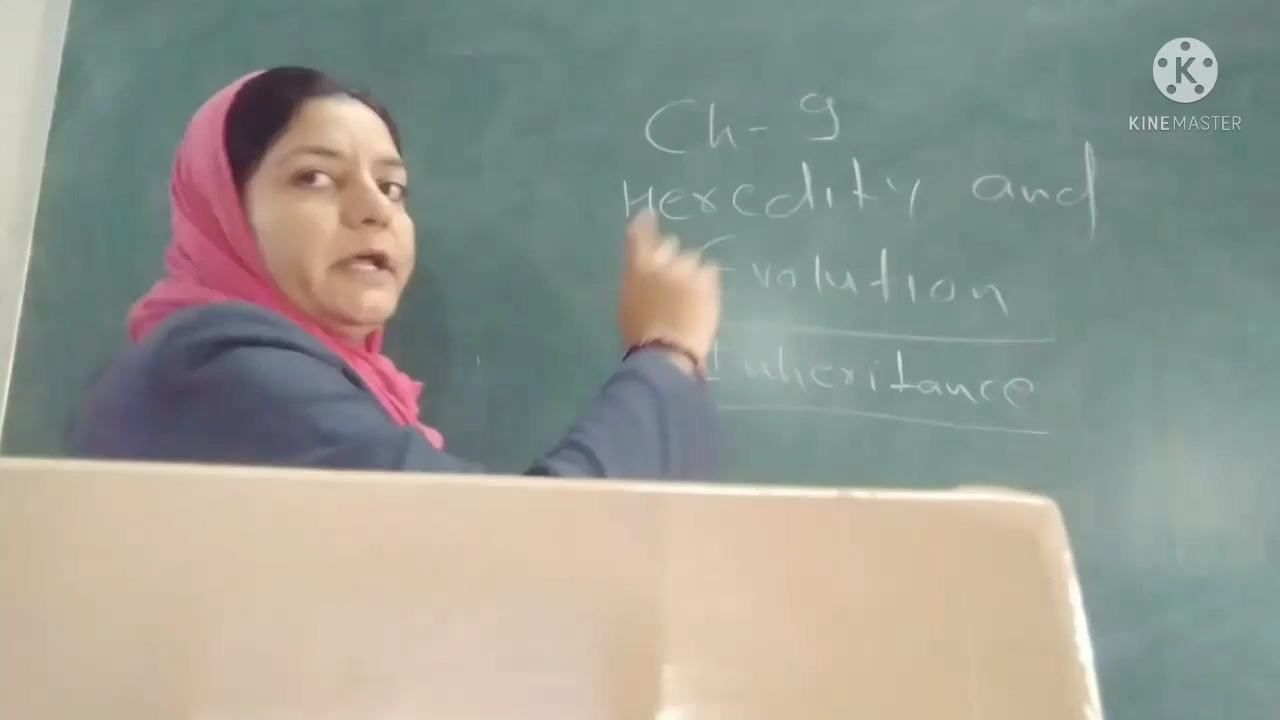 Ch- 9
Heredity and
Evolution
Inheritance
K
KINEMASTER